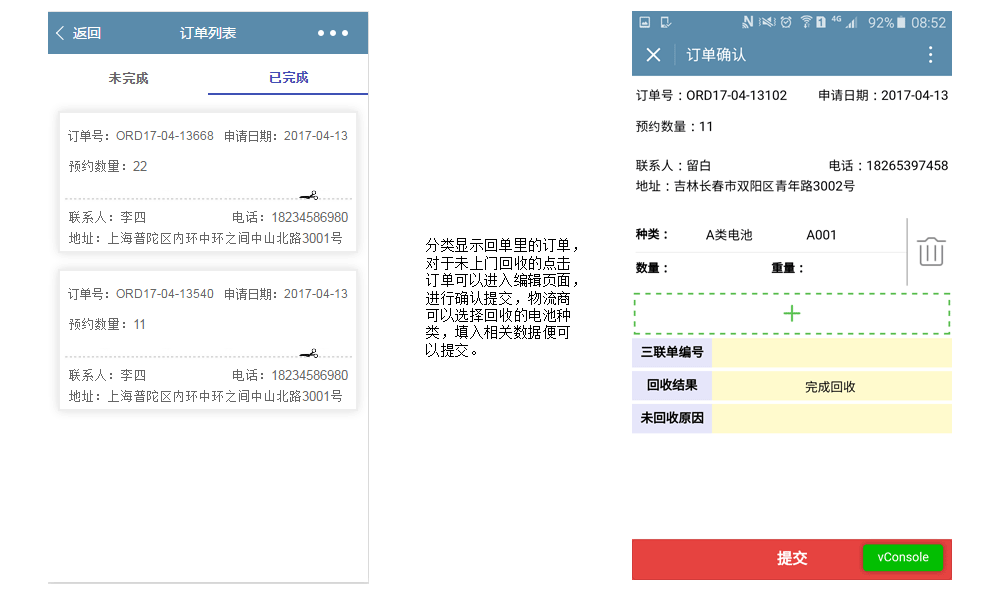 返回 订单列表
未完成 已完成
订单号：ORD17-04-13668 申请日期：2017-04-13
预约数量：22
联系人：李四 电话：18234586980
地址：上海普陀区内环中环之间中山北路3001号
订单号：ORD17-04-13540 申请日期：2017-04-13
预约数量：11
联系人：李四 电话：18234586980
地址：上海普陀区内环中环之间中山北路3001号
分类显示回单里的订单，
对于未上门回收的点击
订单可以进入编辑页面，
进行确认提交，物流商
可以选择回收的电池种
类，填入相关数据便可
以提交。
4G 92% 08:52
订单确认
订单号：ORD17-04-13102 申请日期：2017-04-13
预约数量：11
联系人：留白 电话：18265397458
地址：吉林长春市双阳区青年路3002号
种类： A类电池 A001
数量： 重量：
三联单编号
回收结果 完成回收
未回收原因
提交 vConsole